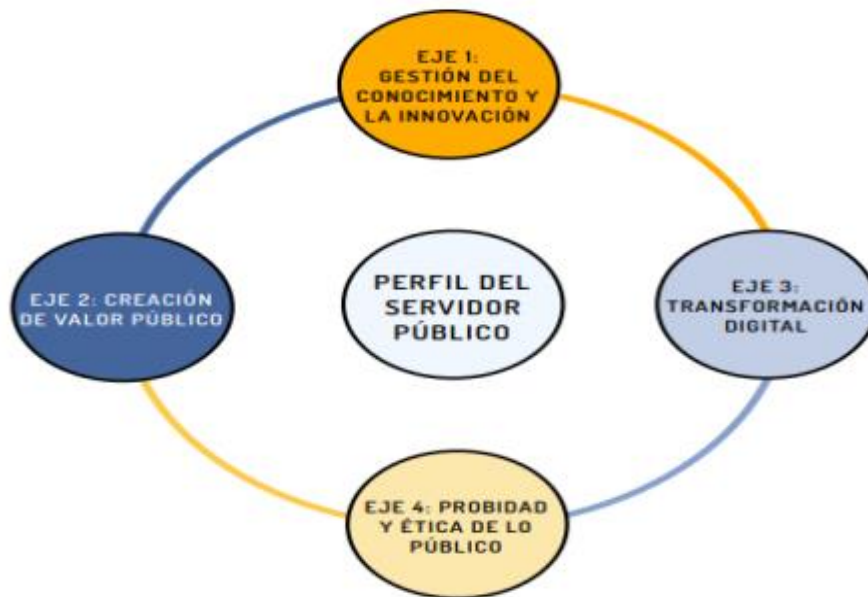 EJE 1:
GESTIÓN DEL
CONOCIMIENTO Y
LA INNOVACIÓN
EJE 2: CREACIÓN
DE VALOR PÚBLICO
PERFIL DEL
SERVIDOR
PÚBLICO
EJE 3:
TRANSFORMACIÓN
DIGITAL
EJE 4: PROBIDAD
Y ÉTICA DE LO
PÚBLICO